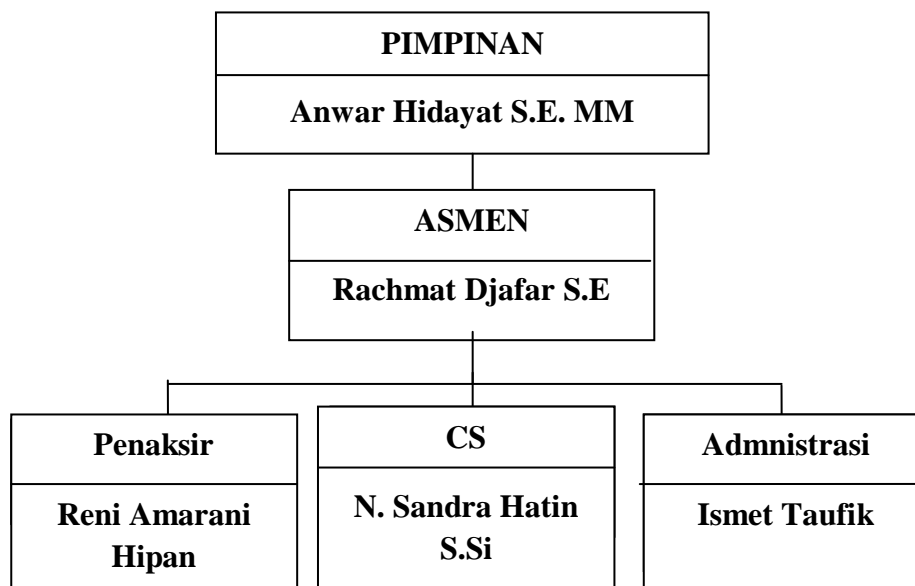 PIMPINAN
Anwar Hidayat S.E. MM
ASMEN
Rachmat Djafar S.E
Penaksir
Reni Amarani
Hipan
CS
N. Sandra Hatin
S.Si
Admnistrasi
Ismet Taufik